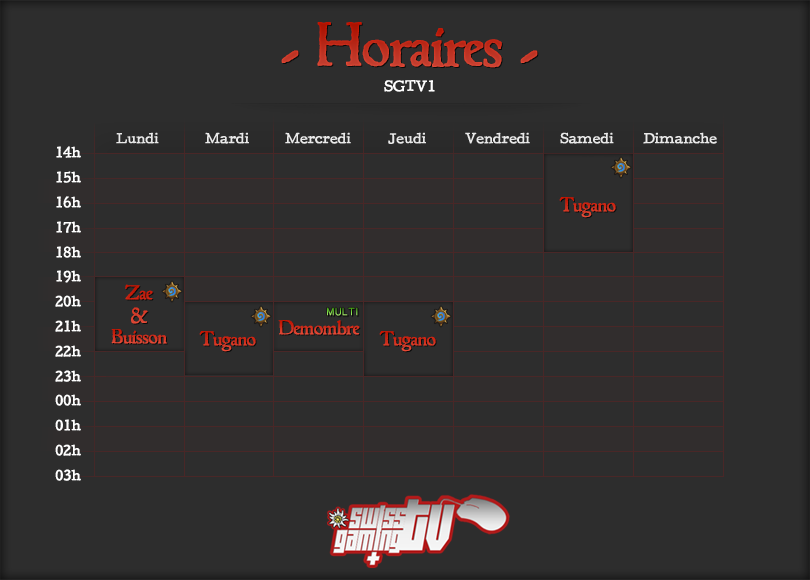 - Horaires -
SGTV1
Lundi Mardi Mercredi Jeudi Vendredi Samedi Dimanche
14h
15h
16h
Tugano
17h
18h
19h
Zae
&
Buisson
20h
MULTI
21h
Demombre
Tugano
Tugano
22h
23h
00h
01h
02h
03h
swiss
gaming
tv